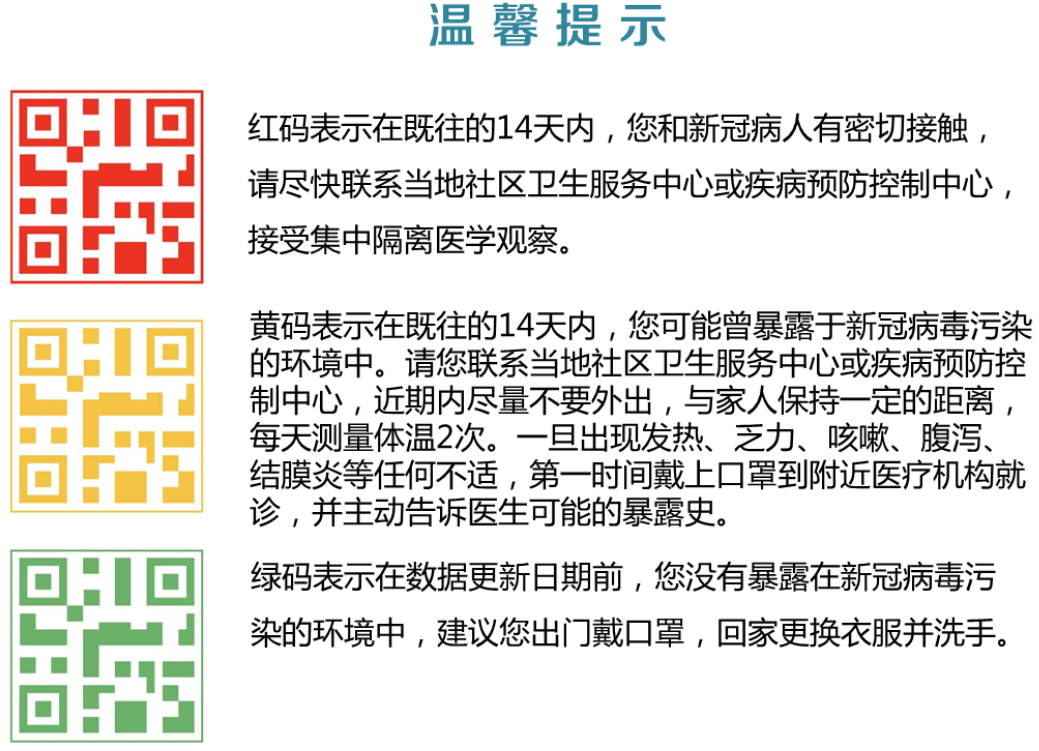 温馨提示
红码表示在既往的14天内，您和新冠病人有密切接触，
请尽快联系当地社区卫生服务中心或疾病预防控制中心，
接受集中隔离医学观察。
黄码表示在既往的14天内，您可能曾暴露于新冠病毒污染
的环境中。请您联系当地社区卫生服务中心或疾病预防控
制中心，近期内尽量不要外出，与家人保持一定的距离，
每天测量体温2次。一旦出现发热、乏力、咳嗽、腹泻、
结膜炎等任何不适，第一时间戴上口罩到附近医疗机构就
诊，并主动告诉医生可能的暴露史。
绿码表示在数据更新日期前，您没有暴露在新冠病毒污
染的环境中，建议您出门戴口罩，回家更换衣服并洗手。